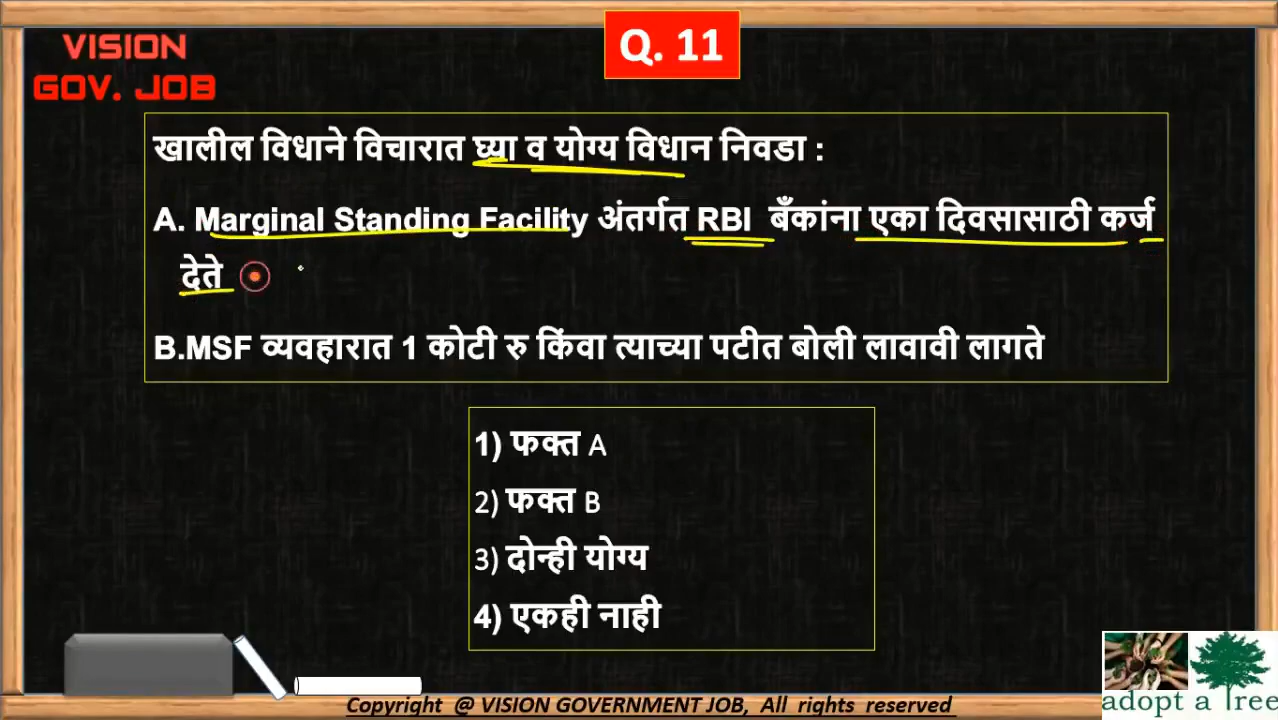 VISION
GOV. JOB
Q. 11
खालील विधाने विचारात घ्या व योग्य विधान निवडा :
A. Marginal Standing Facility अंतर्गत RBI बँकांना एका दिवसासाठी कर्ज
देते
B.MSF व्यवहारात 1 कोटी रु किंवा त्याच्या पटीत बोली लावावी लागते
1) फक्त A
2) फक्त B
3) दोन्ही योग्य
4) एकही नाही
Copyright @ VISION GOVERNMENT JOB, All rights reserved
adopt a Tree